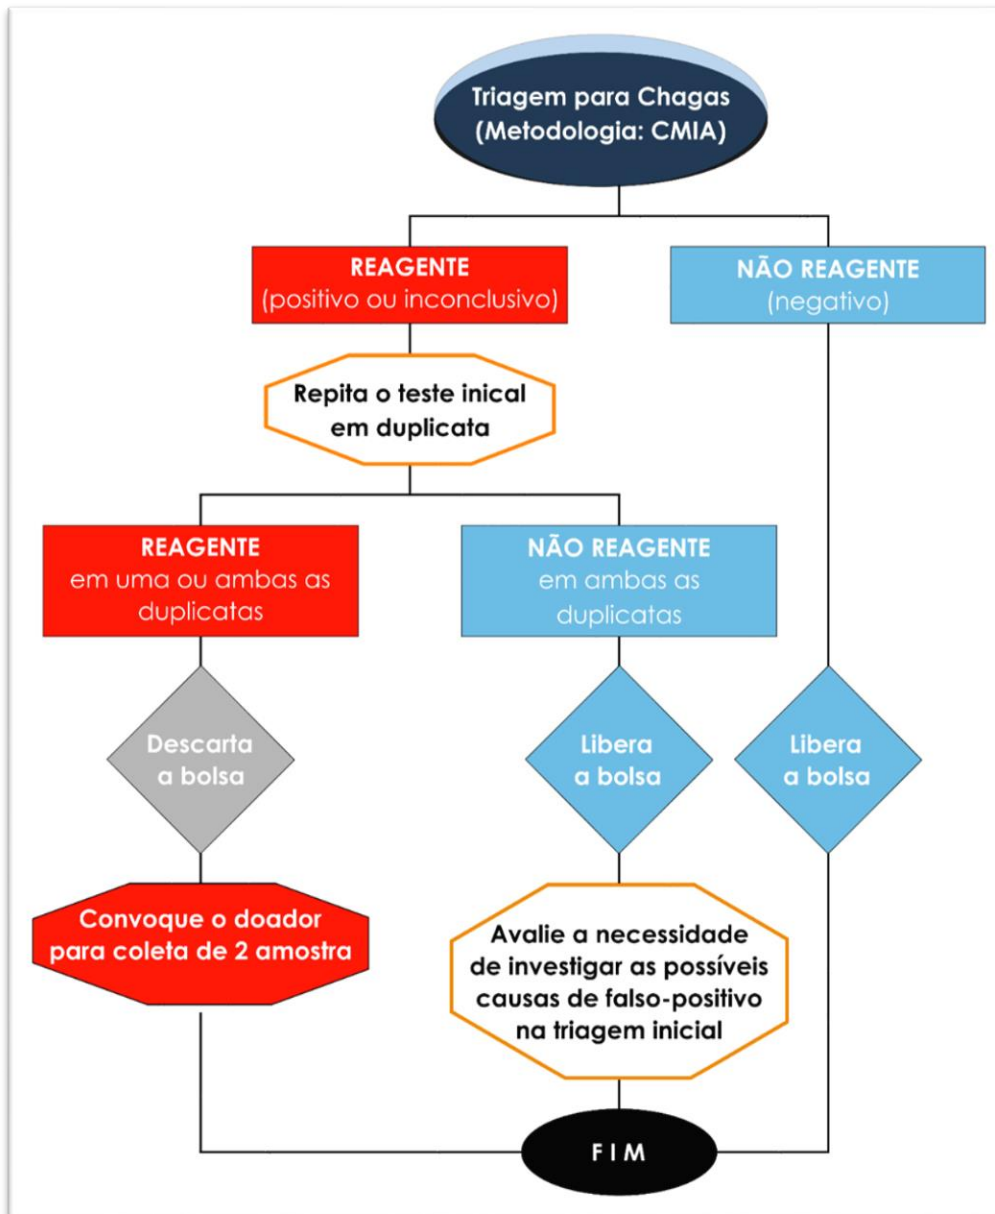 Triagem para Chagas
(Metodologia: CMIA)
REAGENTE
(positivo ou inconclusivo)
NÃO REAGENTE
(negativo)
Repita o teste inical
em duplicata
REAGENTE
em uma ou ambas as
duplicatas
NÃO REAGENTE
em ambas as
duplicatas
Descarta
a bolsa
Libera
a bolsa
Libera
a bolsa
Convoque o doador
para coleta de 2 amostra
Avalie a necessidade
de investigar as possíveis
causas de falso-positivo
na triagem inicial
F I M